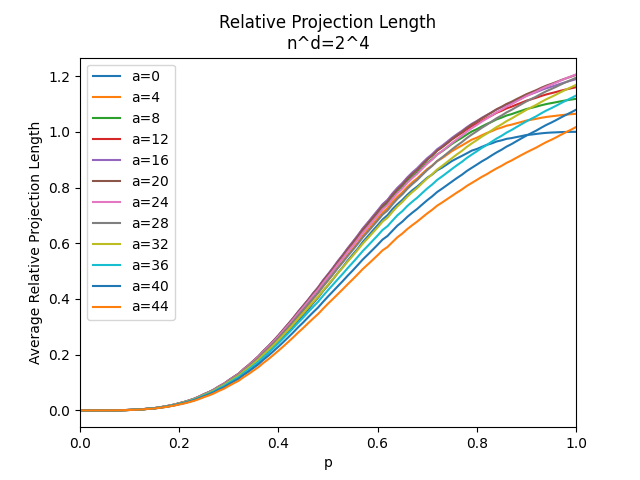 Relative Projection Length
n^d=2^4
Average Relative Projection Length
1.2
1.0
0.8
0.6
0.4
0.2
0.0
a=0
a=4
a=8
a=12
a=16
a=20
a=24
a=28
a=32
a=36
a=40
a=44
0.0 0.2 0.4 0.6 0.8 1.0
p